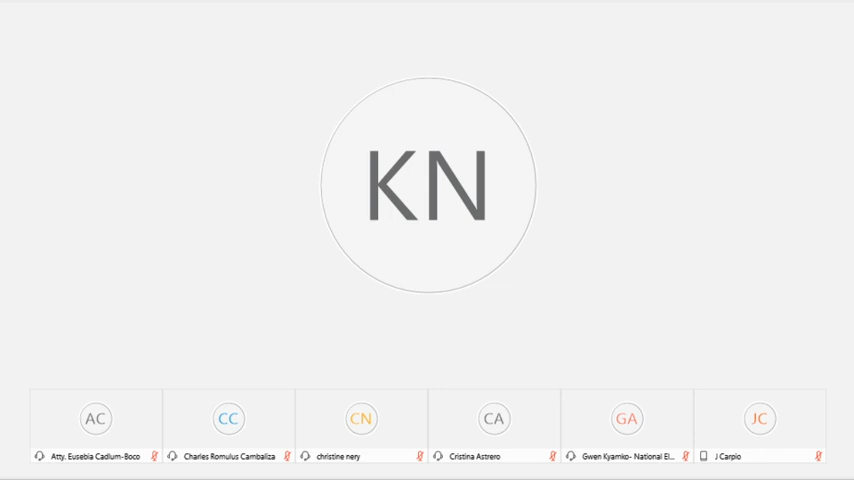 KN
AC
CC
CN
CA
GA
JC
Atty. Eusebia Cadlum-Boco
Charles Romulus Cambaliza
christine nery
Cristina Astrero
Gwen Kyamko- National El...
J Carpio